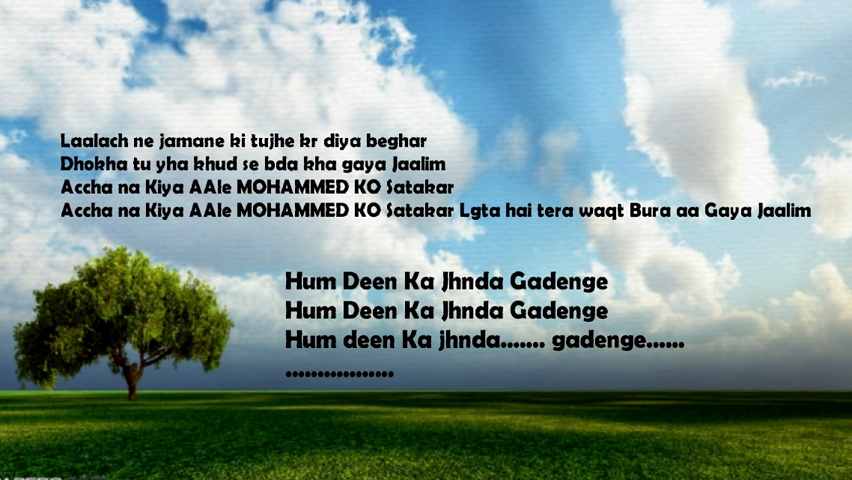 Laalach ne jamane ki tujhe kr diya beghar
Dhokha tu yha khud se bda kha gaya Jaalim
Accha na Kiya AAle MOHAMMED KO Satakar
Accha na Kiya AAle MOHAMMED KO Satakar Lgta hai tera waqt Bura aa Gaya Jaalim
Hum Deen Ka Jhnda Gadenge
Hum Deen Ka Jhnda Gadenge
Hum deen Ka jhnda....... gadenge......
.................